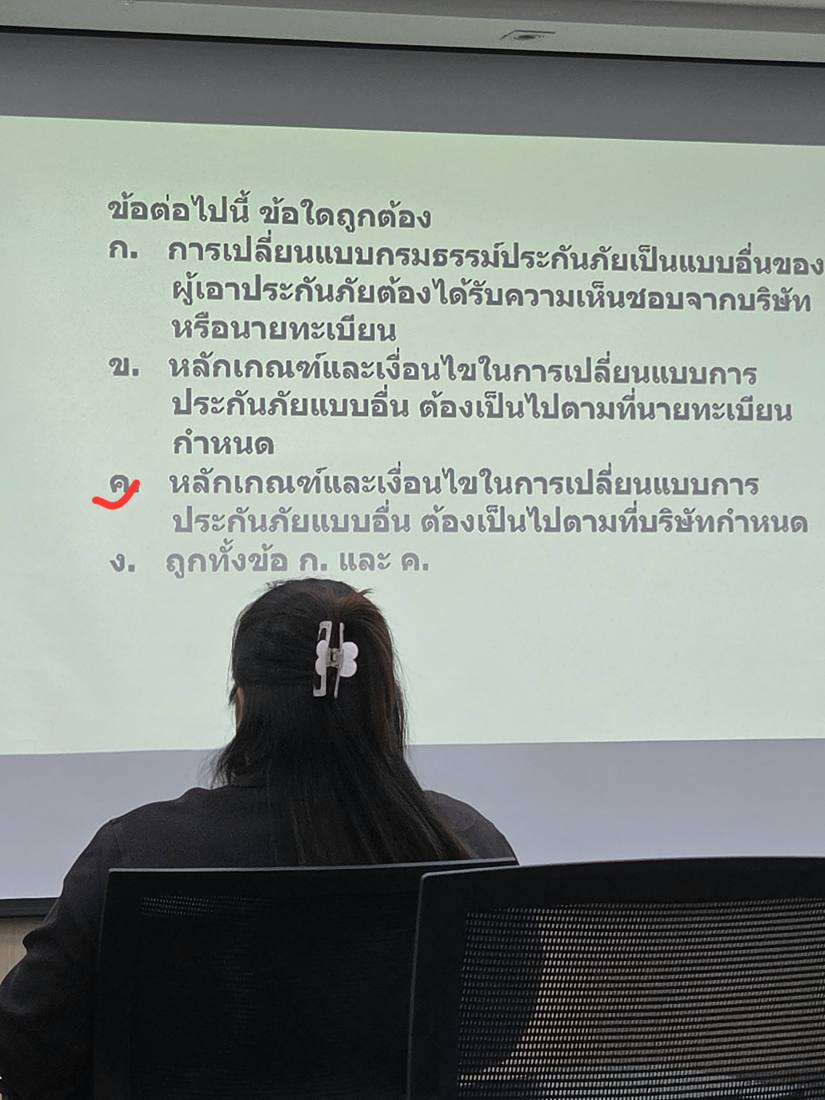 ข้อต่อไปนี้ ข้อใดถูกต้อง
ก. การเปลี่ยนแบบกรมธรรม์ประกันภัยเป็นแบบอื่นของ
ผู้เอาประกันภัยต้องได้รับความเห็นชอบจากบริษัท
หรือนายทะเบียน
ข. หลักเกณฑ์และเงื่อนไขในการเปลี่ยนแบบการ
ประกันภัยแบบอื่น ต้องเป็นไปตามที่นายทะเบียน
กำหนด
ค. หลักเกณฑ์และเงื่อนไขในการเปลี่ยนแบบการ
ประกันภัยแบบอื่น ต้องเป็นไปตามที่บริษัทกำหนด
ง. ถูกทั้งข้อ ก. และ ค.